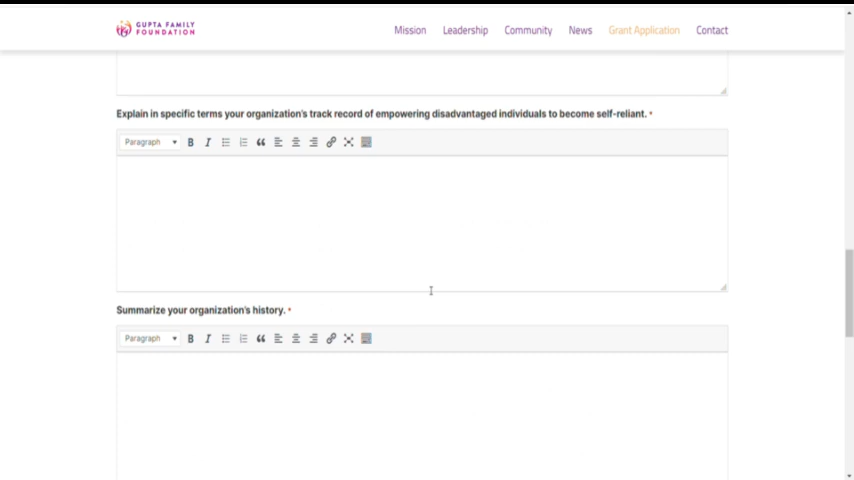 GUPTA FAMILY
FOUNDATION
Mission Leadership Community News Grant Application Contact
Explain in specific terms your organization's track record of empowering disadvantaged individuals to become self-reliant. *
Paragraph
Summarize your organization's history. *
Paragraph